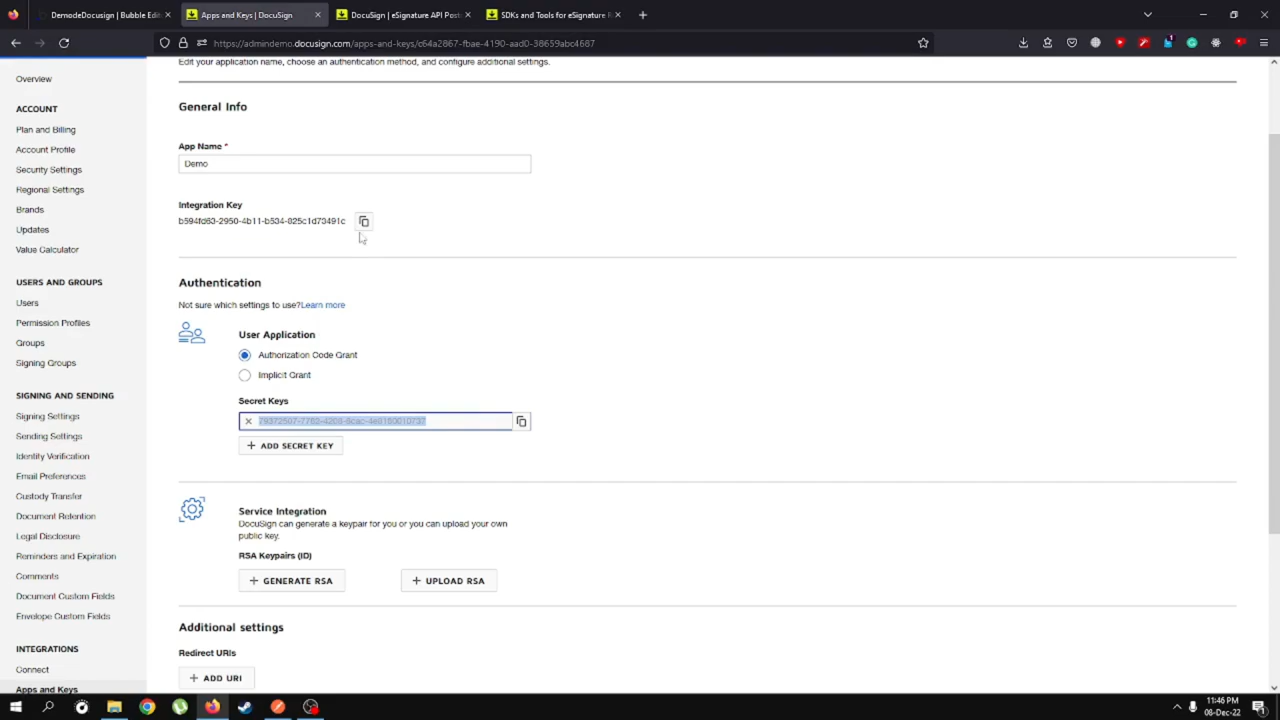 DemodeDocusign | Bubble Edit
Apps and Keys | DocuSign
DocuSign | eSignature API Post
SDKs and Tools for eSignature
https://admindemo.docusign.com/apps-and-keys/c64a2867-fbae-4190-aad0-38659abc4687
Edit your application name, choose an authentication method, and configure additional settings.
Overview
ACCOUNT
Plan and Billing
Account Profile
Security Settings
Regional Settings
Brands
Updates
Value Calculator
USERS AND GROUPS
Users
Permission Profiles
Groups
Signing Groups
SIGNING AND SENDING
Signing Settings
Sending Settings
Identity Verification
Email Preferences
Custody Transfer
Document Retention
Legal Disclosure
Reminders and Expiration
Comments
Document Custom Fields
Envelope Custom Fields
INTEGRATIONS
Connect
Apps and Keys
General Info
App Name *
Demo
Integration Key
b594fd63-2950-4b11-b534-825c1d73491c
Authentication
Not sure which settings to use?Learn more
User Application
Authorization Code Grant
Implicit Grant
Secret Keys
+ ADD SECRET KEY
Service Integration
DocuSign can generate a keypair for you or you can upload your own
public key.
RSA Keypairs (ID)
+ GENERATE RSA
+ UPLOAD RSA
Additional settings
Redirect URIs
+ ADD URI
11:46 PM
08-Dec-22